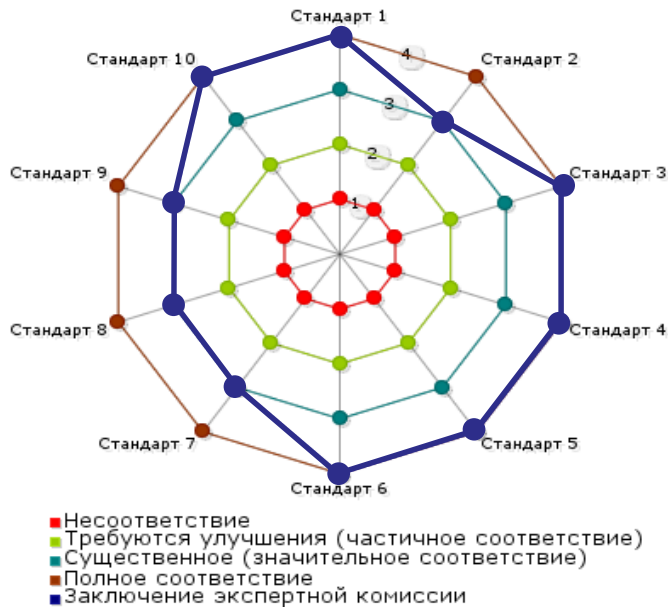 Стандарт 1
Стандарт 10
4
Стандарт 2
3
2
Стандарт 9
Стандарт 3
1
Стандарт 8
Стандарт 4
Стандарт 7
Стандарт 5
Стандарт 6
Несоответствие
Требуются улучшения (частичное соответствие)
Существенное (значительное соответствие)
Полное соответствие
Заключение экспертной комиссии